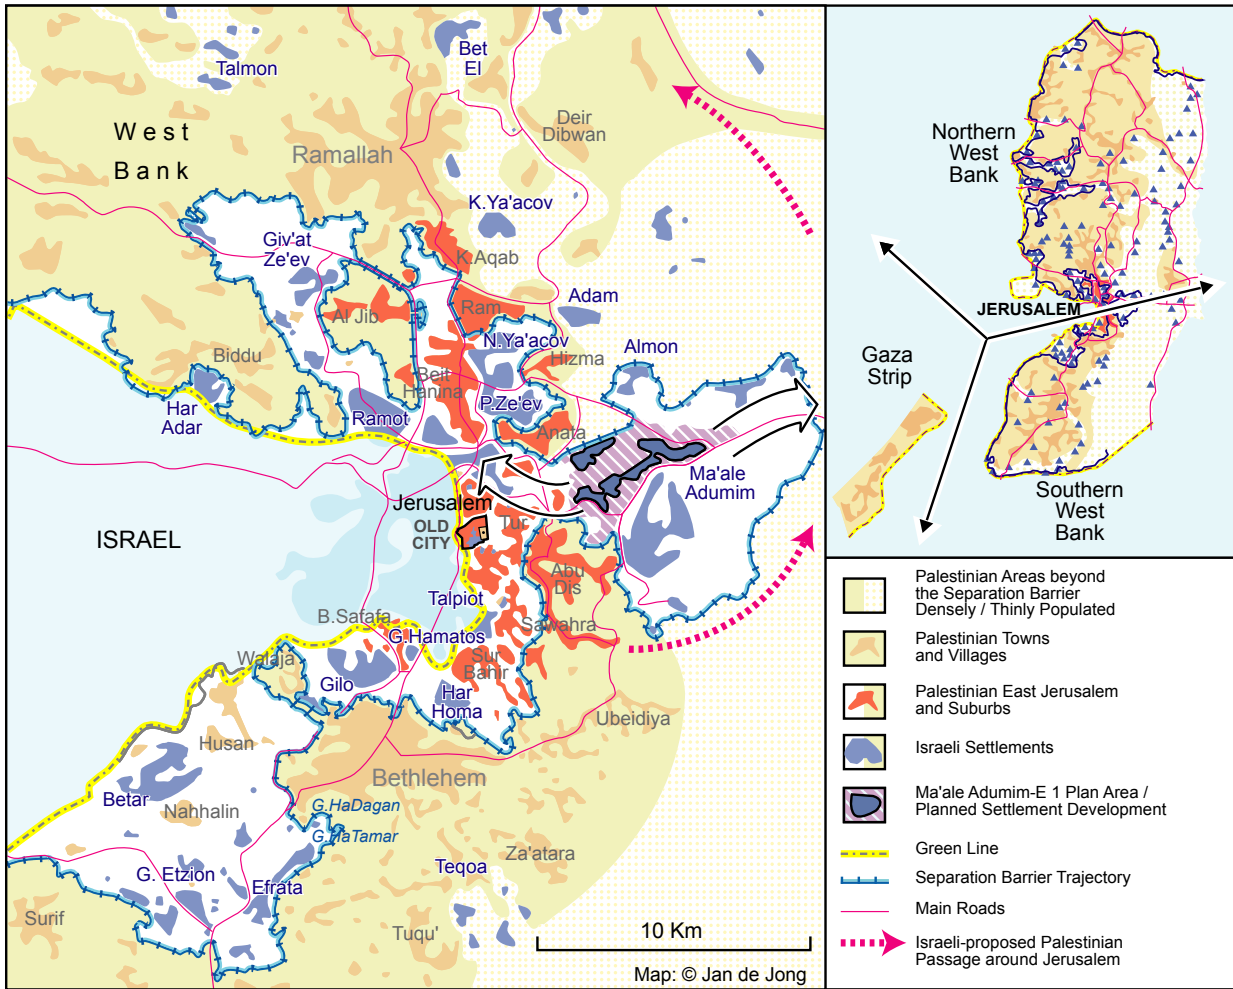 Talmon
Bet
El
West
Bank
Ramallah
Deir
Dibwan
K.Ya'acov
Giv'at
Ze'ev
K.Aqab
Adam
Al Jib
Ram
N.Ya'acov
Almon
Hizma
Biddu
Beit
Hanina
Har
Adar
Ramot
P.Ze'ev
Anata
Ma'ale
Adumim
Jerusalem
OLD
CITY
Tur
ISRAEL
Abu
Dis
Talpiot
B.Safafa
Sawahra
G.Hamatos
Walaja
Sur
Bahir
Gilo
Har
Homa
Ubeidiya
Husan
Bethlehem
Betar
Nahhalin
G.HaDagan
G.HaTamar
Za'atara
Teqoa
G. Etzion
Efrata
Surif
Tuqu'
10 Km
Map: © Jan de Jong
Northern
West
Bank
JERUSALEM
Gaza
Strip
Southern
West
Bank
Palestinian Areas beyond
the Separation Barrier
Densely / Thinly Populated
Palestinian Towns
and Villages
Palestinian East Jerusalem
and Suburbs
Israeli Settlements
Ma'ale Adumim-E 1 Plan Area /
Planned Settlement Development
Green Line
Separation Barrier Trajectory
Main Roads
Israeli-proposed Palestinian
Passage around Jerusalem